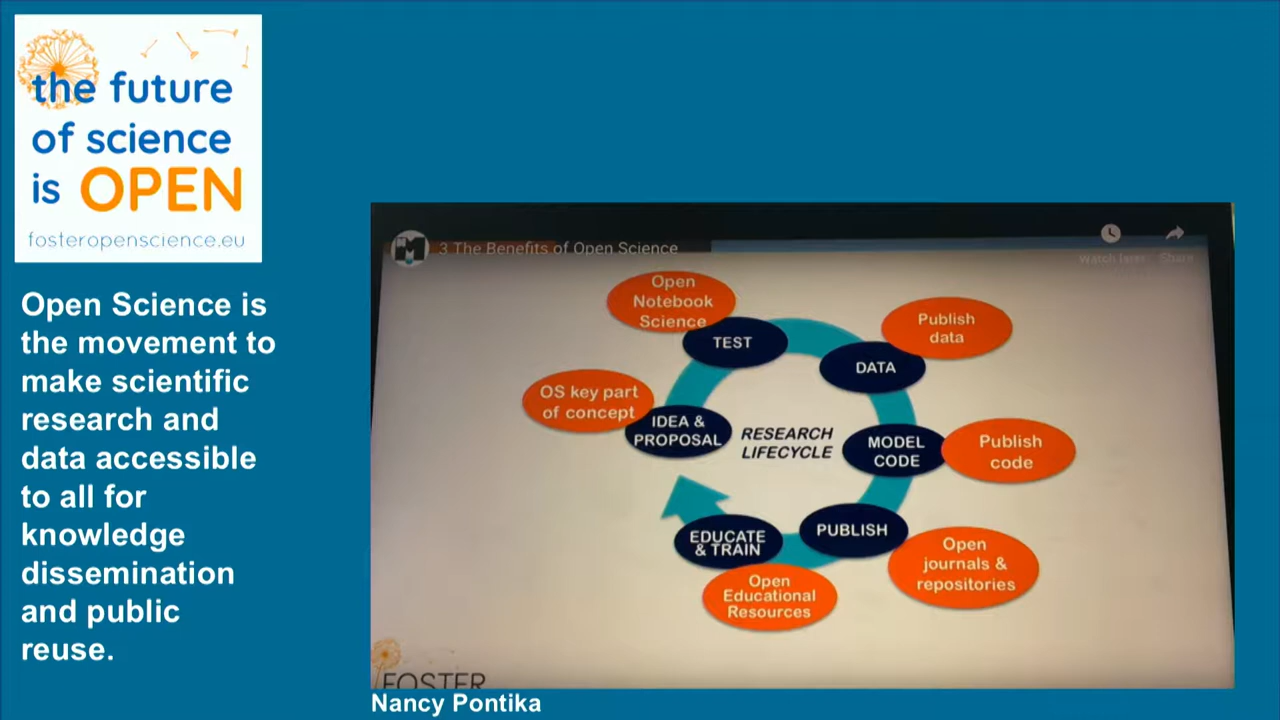 the future
of science
is OPEN
fosteropenscience.eu
Open Science is
the movement to
make scientific
research and
data accessible
to all for
knowledge
dissemination
and public
reuse.
3 The Benefits of Open Science
Watch later
Share
Open
Notebook
Science
TEST
Publish
data
DATA
OS key part
of concept
IDEA &
PROPOSAL
RESEARCH
LIFECYCLE
MODEL
CODE
Publish
code
EDUCATE
& TRAIN
PUBLISH
Open
journals &
repositories
Open
Educational
Resources
FOSTER
Nancy Pontika